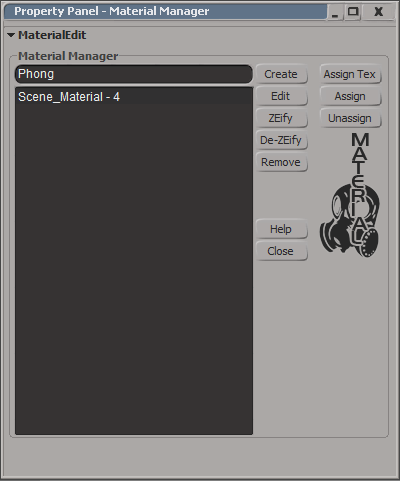 Property Panel - Material Manager
MaterialEdit
Material Manager
Phong
Create
Assign Tex
Scene_Material - 4
Edit
Assign
ZEify
Unassign
De-ZEify
Remove
MATERIAL
Help
Close